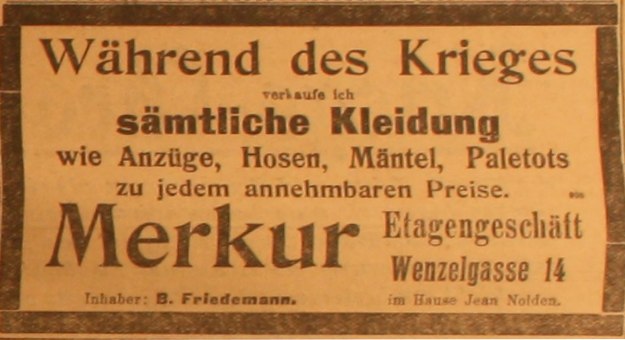 Während des Krieges
verkaufe ich
sämtliche Kleidung
wie Anzüge, Hosen, Mäntel, Paletots
zu jedem annehmbaren Preise.
Merkur Etagengeschäft
Wenzelgasse 14
Inhaber: B. Friedemann. im Hause Jean Nolden.